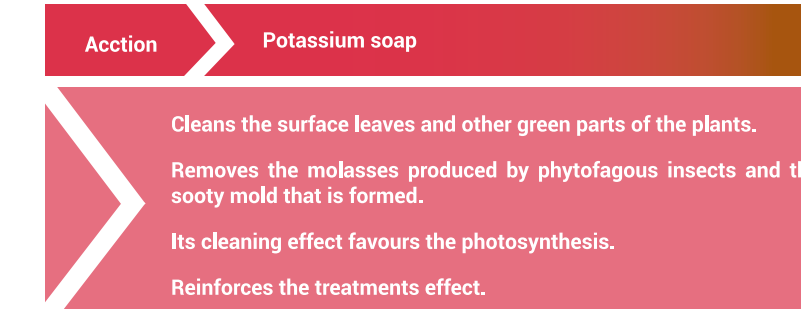 Acction
Potassium soap
Cleans the surface leaves and other green parts of the plants.
Removes the molasses produced by phytofagous insects and th
sooty mold that is formed.
Its cleaning effect favours the photosynthesis.
Reinforces the treatments effect.